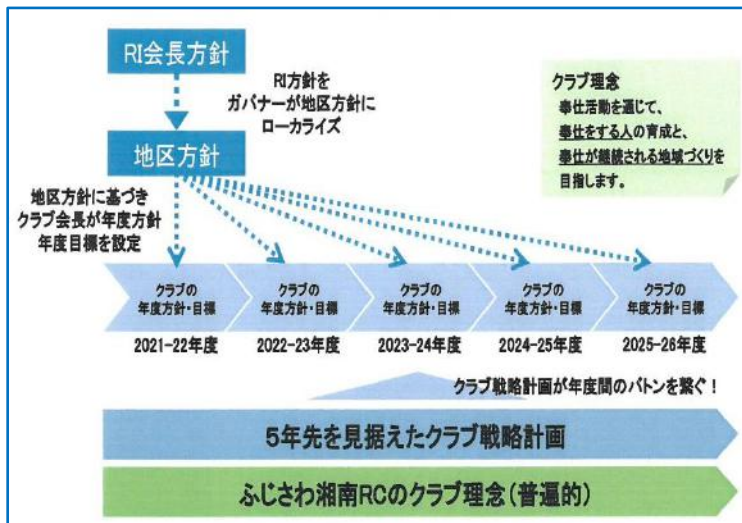 RI会長方針
RI方針を
ガバナーが地区方針に
ローカライズ
地区方針
クラブ理念
奉仕活動を通じて、
奉仕をする人の育成と、
奉仕が継続される地域づくりを
目指します。
地区方針に基づき
クラブ会長が年度方針
年度目標を設定
クラブの
年度方針・目標
クラブの
年度方針・目標
クラブの
年度方針・目標
クラブの
年度方針・目標
クラブの
年度方針・目標
2021-22年度
2022-23年度
2023-24年度
2024-25年度
2025-26年度
クラブ戦略計画が年度間のバトンを繋ぐ！
5年先を見据えたクラブ戦略計画
ふじさわ湘南RCのクラブ理念（普遍的）